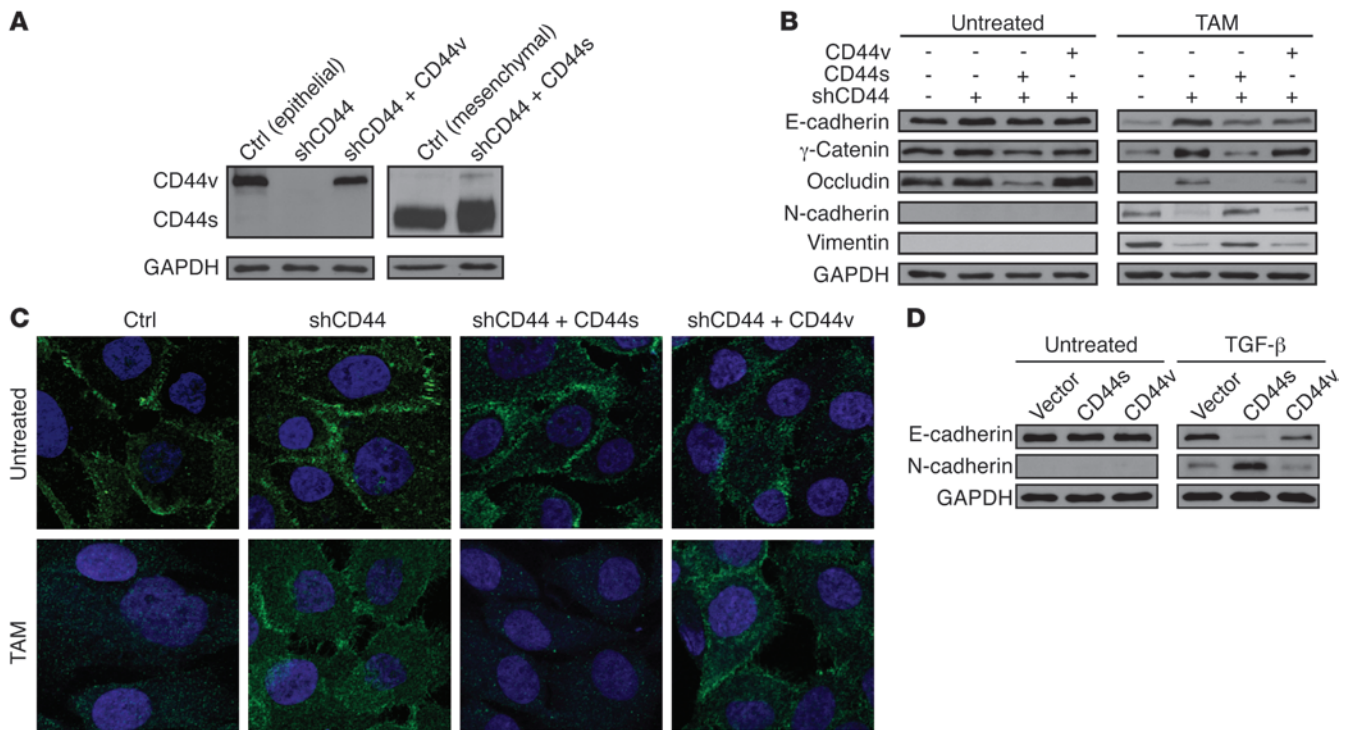 A
Ctrl (epithelial)
shCD44
shCD44 + CD44v
Ctrl (mesenchymal)
shCD44 + CD44s
CD44v
CD44s
GAPDH
B
Untreated TAM
CD44v - - - + - - - +
CD44s - - + - - - + -
shCD44 - + + + - + + +
E-cadherin
γ-Catenin
Occludin
N-cadherin
Vimentin
GAPDH
C
Ctrl shCD44 shCD44 + CD44s shCD44 + CD44v
Untreated
TAM
D
Untreated TGF-β
Vector CD44s CD44v Vector CD44s CD44v
E-cadherin
N-cadherin
GAPDH